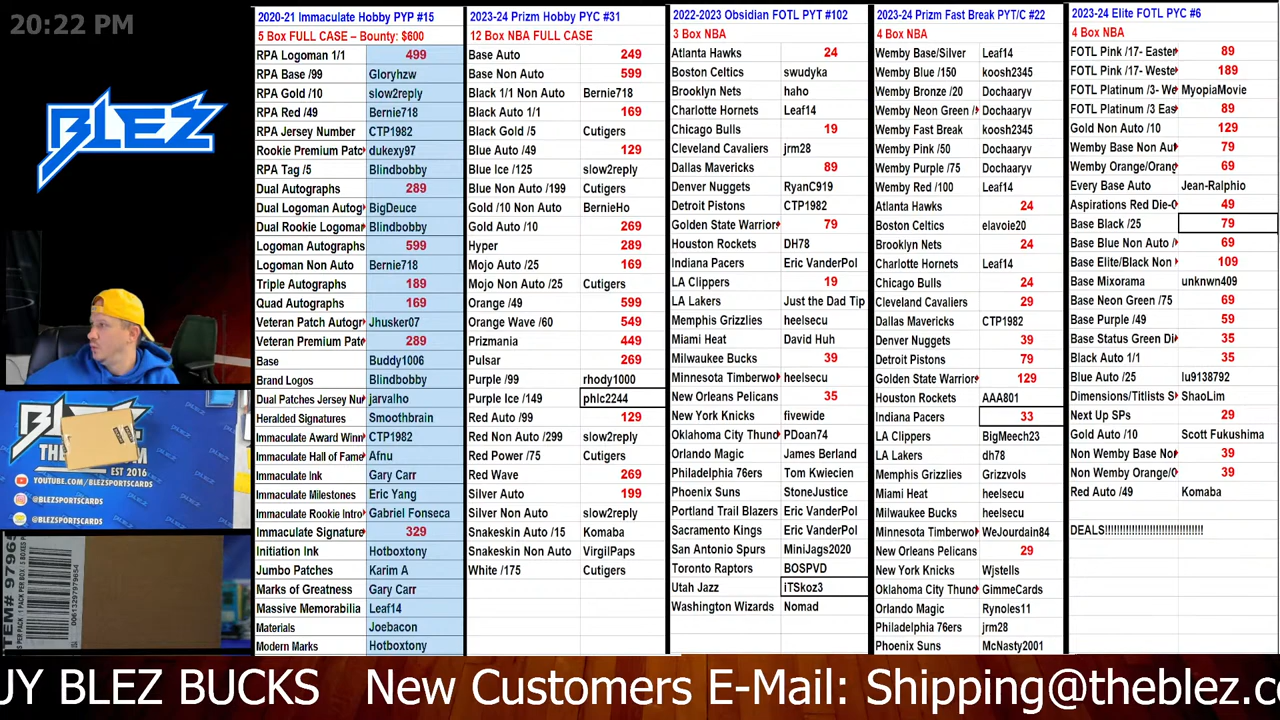 20:22 PM
BLEZ
BLEZ
THE
EST 2016
YOUTUBE.COM/BLEZSPORTSCARDS
@BLEZSPORTSCARDS
@BLEZSPORTSCARDS
2020-21 Immaculate Hobby PYP #15
5 Box FULL CASE – Bounty: $600
RPA Logoman 1/1 499
RPA Base /99 Gloryhzw
RPA Gold /10 slow2reply
RPA Red /49 Bernie718
RPA Jersey Number CTP1982
Rookie Premium Patc dukexy97
RPA Tag /5 Blindbobby
Dual Autographs 289
Dual Logoman Autog BigDeuce
Dual Rookie Logoma Blindbobby
Logoman Autographs 599
Logoman Non Auto Bernie718
Triple Autographs 189
Quad Autographs 169
Veteran Patch Autogr Jhusker07
Veteran Premium Pat 289
Base Buddy1006
Brand Logos Blindbobby
Dual Patches Jersey Nu jarvalho
Heralded Signatures Smoothbrain
Immaculate Award Winn CTP1982
Immaculate Hall of Fame Afnu
Immaculate Ink Gary Carr
Immaculate Milestones Eric Yang
Immaculate Rookie Intro Gabriel Fonseca
Immaculate Signature 329
Initiation Ink Hotboxtony
Jumbo Patches Karim A
Marks of Greatness Gary Carr
Massive Memorabilia Leaf14
Materials Joebacon
Modern Marks Hotboxtony
2023-24 Prizm Hobby PYC #31
12 Box NBA FULL CASE
Base Auto 249
Base Non Auto 599
Black 1/1 Non Auto Bernie718
Black Auto 1/1 169
Black Gold /5 Cutigers
Blue Auto /49 129
Blue Ice /125 slow2reply
Blue Non Auto /199 Cutigers
Gold /10 Non Auto BernieHo
Gold Auto /10 269
Hyper 289
Mojo Auto /25 169
Mojo Non Auto /25 Cutigers
Orange /49 599
Orange Wave /60 549
Prizmania 449
Pulsar 269
Purple /99 rhody1000
Purple Ice /149 phlc2244
Red Auto /99 129
Red Non Auto /299 slow2reply
Red Power /75 Cutigers
Red Wave 269
Silver Auto 199
Silver Non Auto slow2reply
Snakeskin Auto /15 Komaba
Snakeskin Non Auto VirgilPaps
White /175 Cutigers
2022-2023 Obsidian FOTL PYT #102
3 Box NBA
Atlanta Hawks 24
Boston Celtics swudyka
Brooklyn Nets haho
Charlotte Hornets Leaf14
Chicago Bulls 19
Cleveland Cavaliers jrm28
Dallas Mavericks 89
Denver Nuggets RyanC919
Detroit Pistons CTP1982
Golden State Warrior 79
Houston Rockets DH78
Indiana Pacers Eric VanderPol
LA Clippers 19
LA Lakers Just the Dad Tip
Memphis Grizzlies heelsecu
Miami Heat David Huh
Milwaukee Bucks 39
Minnesota Timberwo heelsecu
New Orleans Pelicans 35
New York Knicks fivewide
Oklahoma City Thund PDoan74
Orlando Magic James Berland
Philadelphia 76ers Tom Kwiecien
Phoenix Suns StoneJustice
Portland Trail Blazers Eric VanderPol
Sacramento Kings Eric VanderPol
San Antonio Spurs MiniJags2020
Toronto Raptors BOSPVD
Utah Jazz iTSkoz3
Washington Wizards Nomad
2023-24 Prizm Fast Break PYT/C #22
4 Box NBA
Wemby Base/Silver Leaf14
Wemby Blue /150 koosh2345
Wemby Bronze /20 Dochaaryv
Wemby Neon Green / Dochaaryv
Wemby Fast Break koosh2345
Wemby Pink /50 Dochaaryv
Wemby Purple /75 Dochaaryv
Wemby Red /100 Leaf14
Atlanta Hawks 24
Boston Celtics elavoie20
Brooklyn Nets 24
Charlotte Hornets Leaf14
Chicago Bulls 24
Cleveland Cavaliers 29
Dallas Mavericks CTP1982
Denver Nuggets 39
Detroit Pistons 79
Golden State Warrior 129
Houston Rockets AAA801
Indiana Pacers 33
LA Clippers BigMeech23
LA Lakers dh78
Memphis Grizzlies Grizzvols
Miami Heat heelsecu
Milwaukee Bucks heelsecu
Minnesota Timberwo WeJourdain84
New Orleans Pelicans 29
New York Knicks Wjstells
Oklahoma City Thund GimmeCards
Orlando Magic Rynoles11
Philadelphia 76ers jrm28
Phoenix Suns McNasty2001
2023-24 Elite FOTL PYC #6
4 Box NBA
FOTL Pink /17- Easter 89
FOTL Pink /17- Weste 189
FOTL Platinum /3- We MyopiaMovie
FOTL Platinum /3 Eas 89
Gold Non Auto /10 129
Wemby Base Non Au 79
Wemby Orange/Orang 69
Every Base Auto Jean-Ralphio
Aspirations Red Die-C 49
Base Black /25 79
Base Blue Non Auto / 69
Base Elite/Black Non 109
Base Mixorama unknwn409
Base Neon Green /75 69
Base Purple /49 59
Base Status Green Di 35
Black Auto 1/1 35
Blue Auto /25 lu9138792
Dimensions/Titlists S ShaoLim
Next Up SPs 29
Gold Auto /10 Scott Fukushima
Non Wemby Base Non 39
Non Wemby Orange/O 39
Red Auto /49 Komaba
DEALS!!!!!!!!!!!!!!!!!!!!!!!!!!!!!!!!
UY BLEZ BUCKS New Customers E-Mail: Shipping@theblez.co